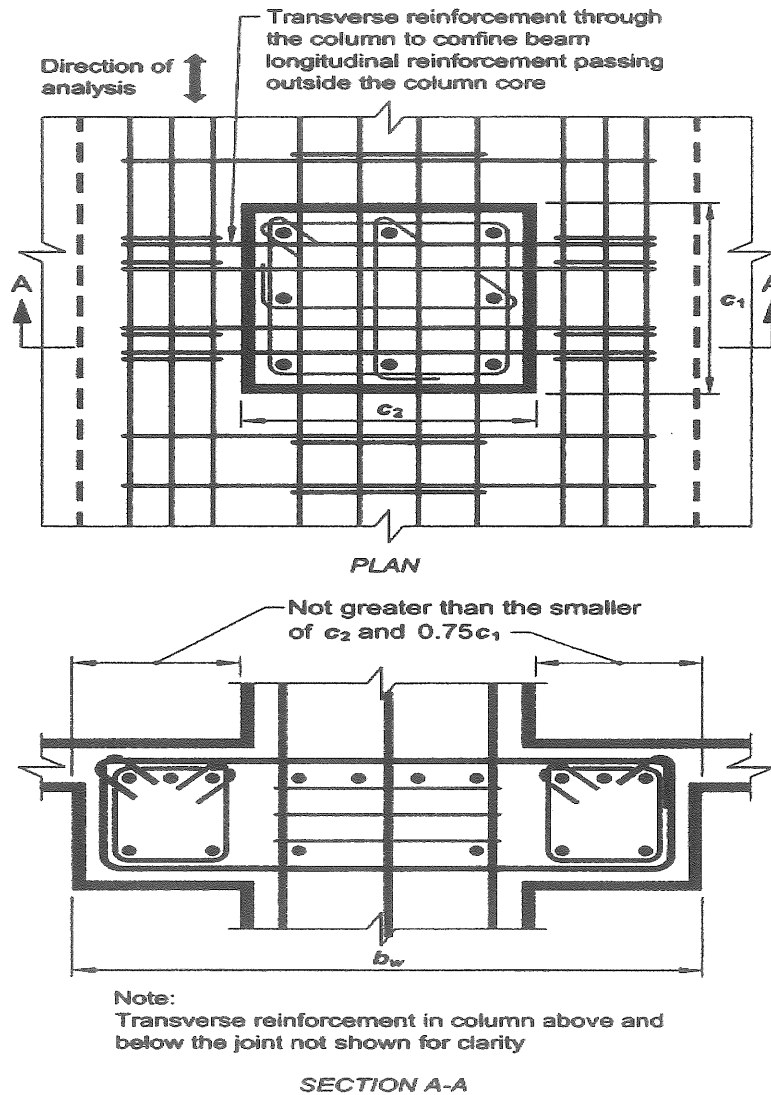 Transverse reinforcement through
the column to confine beam
longitudinal reinforcement passing
outside the column core
Direction of
analysis
A
A
c₁
c₂
PLAN
Not greater than the smaller
of c₂ and 0.75c₁
b_w
Note:
Transverse reinforcement in column above and
below the joint not shown for clarity
SECTION A-A